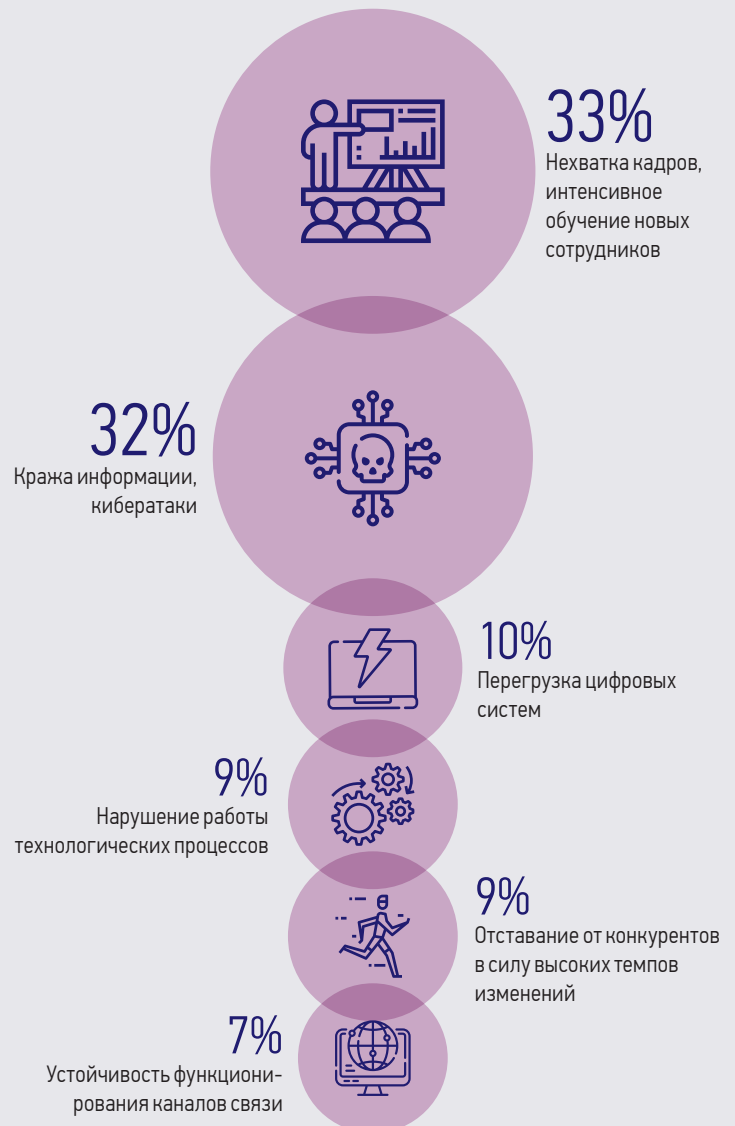 33%
Нехватка кадров,
интенсивное
обучение новых
сотрудников
32%
Кража информации,
кибератаки
10%
Перегрузка цифровых
систем
9%
Нарушение работы
технологических процессов
9%
Отставание от конкурентов
в силу высоких темпов
изменений
7%
Устойчивость функциони-
рования каналов связи